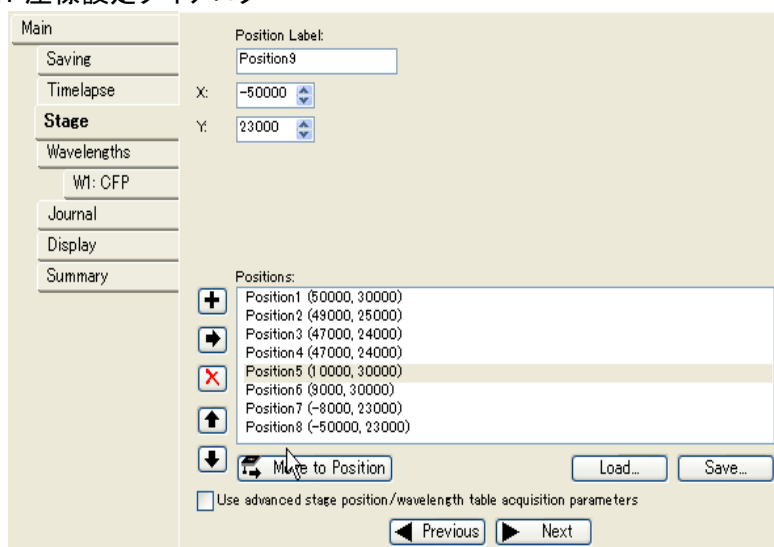 Main
Saving
Timelapse
Stage
Wavelengths
W1: CFP
Journal
Display
Summary
Position Label:
Position9
X: -50000
Y: 23000
Positions:
Position1 (50000, 30000)
Position2 (49000, 25000)
Position3 (47000, 24000)
Position4 (47000, 24000)
Position5 (10000, 30000)
Position6 (9000, 30000)
Position7 (-8000, 23000)
Position8 (-50000, 23000)
Move to Position
Load...
Save...
Use advanced stage position/wavelength table acquisition parameters
Previous
Next